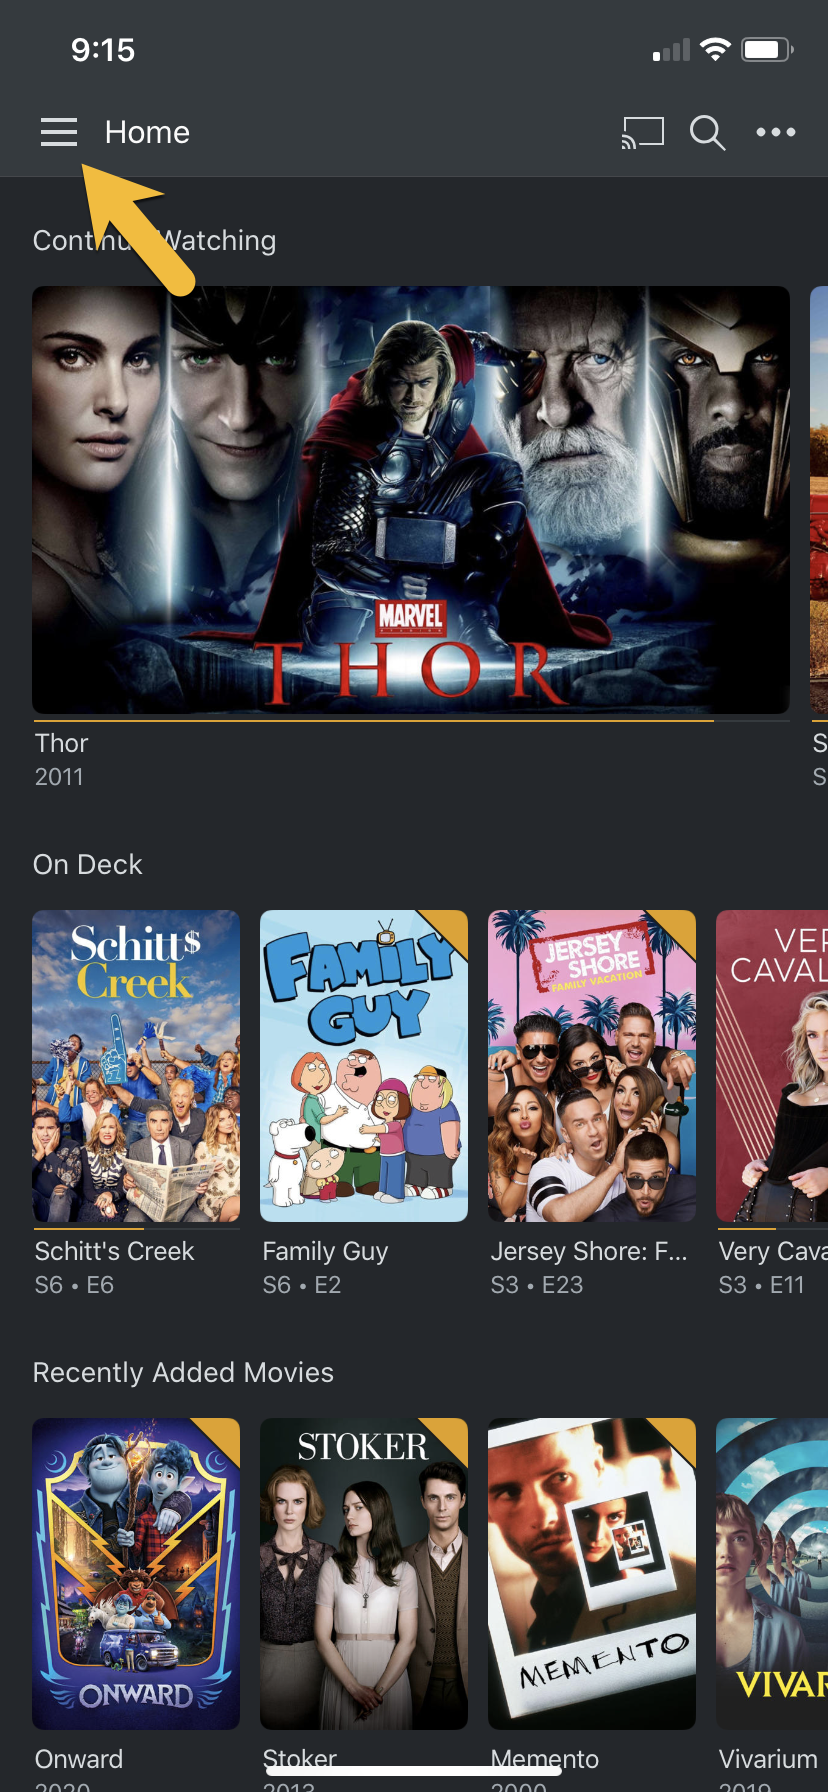 9:15
Home
Continu Watching
MARVEL
STUDIOS
THOR
Thor
2011
S
S
On Deck
Schitt$
Creek
FAMILY
GUY
JERSEY
SHORE
FAMILY VACATION
VER
CAVAL
Schitt's Creek
Family Guy
Jersey Shore: F...
Very Cava
S6 • E6
S6 • E2
S3 • E23
S3 • E11
Recently Added Movies
ONWARD
STOKER
MEMENTO
VIVAR
Onward
Stoker
Memento
Vivarium
2020
2013
2000
2019